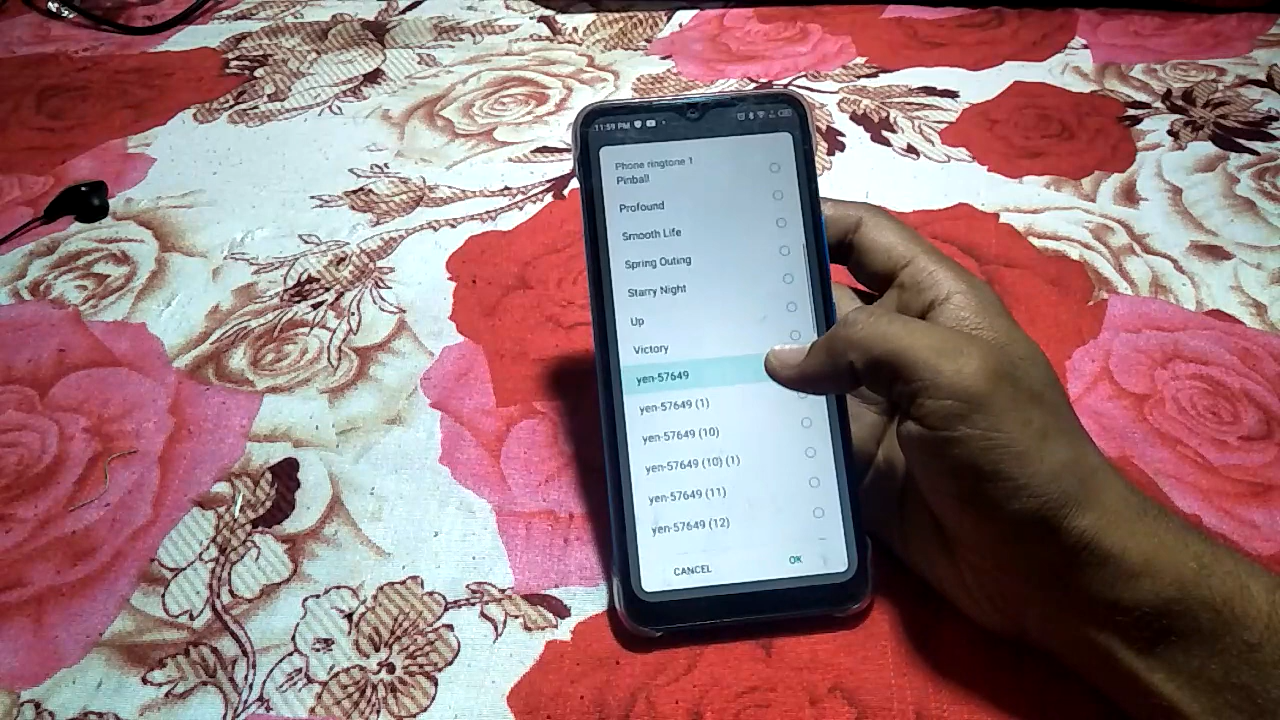 11:59 PM
Phone ringtone 1
Pinball
Profound
Smooth Life
Spring Outing
Starry Night
Up
Victory
yen-57649
yen-57649 (1)
yen-57649 (10)
yen-57649 (10) (1)
yen-57649 (11)
yen-57649 (12)
CANCEL OK